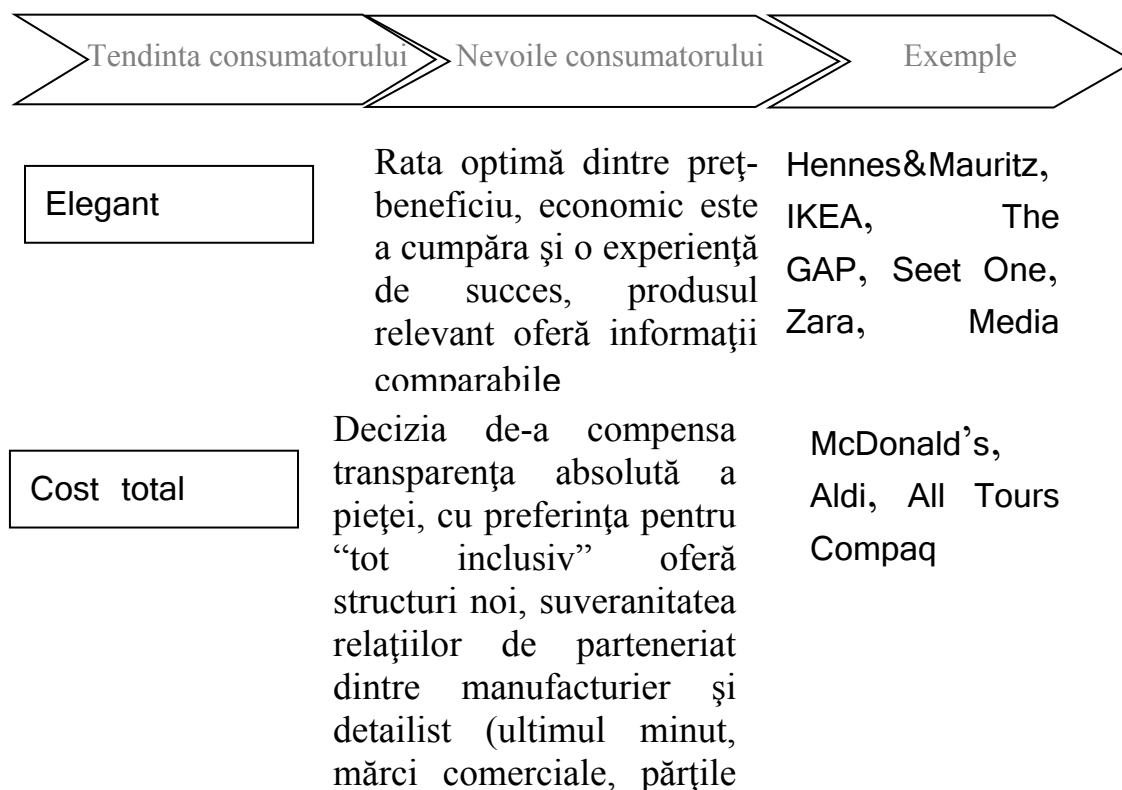 Tendinta consumatorului
Nevoile consumatorului
Exemple
Elegant
Rata optimă dintre preţ-
beneficiu, economic este
a cumpăra şi o experienţă
de succes, produsul
relevant oferă informaţii
comparabile
Hennes&Mauritz,
IKEA, The
GAP, Seet One,
Zara, Media
Cost total
Decizia de-a compensa
transparenţa absolută a
pieţei, cu preferinţa pentru
“tot inclusiv” oferă
structuri noi, suveranitatea
relaţiilor de parteneriat
dintre manufacturier şi
detailist (ultimul minut,
mărci comerciale, părţile
McDonald’s,
Aldi, All Tours
Compaq